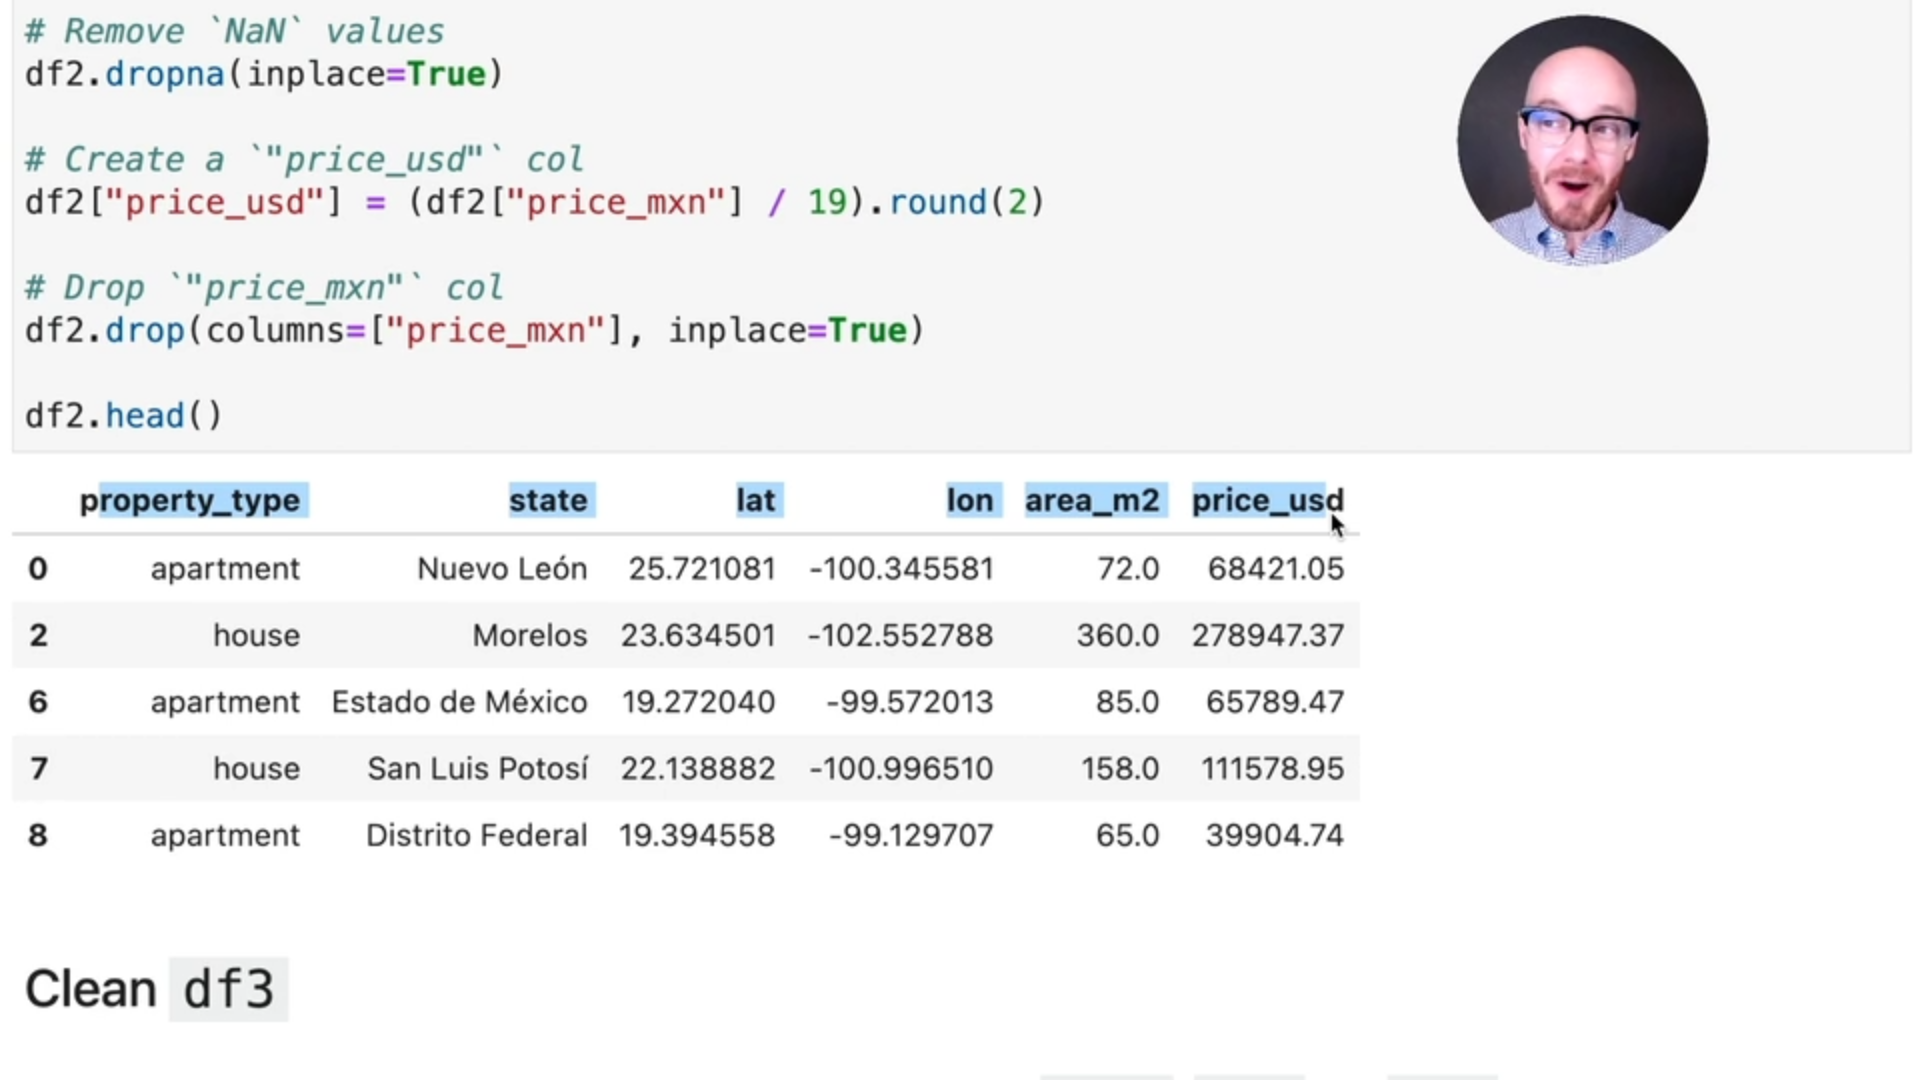 # Remove `NaN` values
df2.dropna(inplace=True)
# Create a `"price_usd"` col
df2["price_usd"] = (df2["price_mxn"] / 19).round(2)
# Drop `"price_mxn"` col
df2.drop(columns=["price_mxn"], inplace=True)
df2.head()
property_type state lat lon area_m2 price_usd
0 apartment Nuevo León 25.721081 -100.345581 72.0 68421.05
2 house Morelos 23.634501 -102.552788 360.0 278947.37
6 apartment Estado de México 19.272040 -99.572013 85.0 65789.47
7 house San Luis Potosí 22.138882 -100.996510 158.0 111578.95
8 apartment Distrito Federal 19.394558 -99.129707 65.0 39904.74
Clean df3